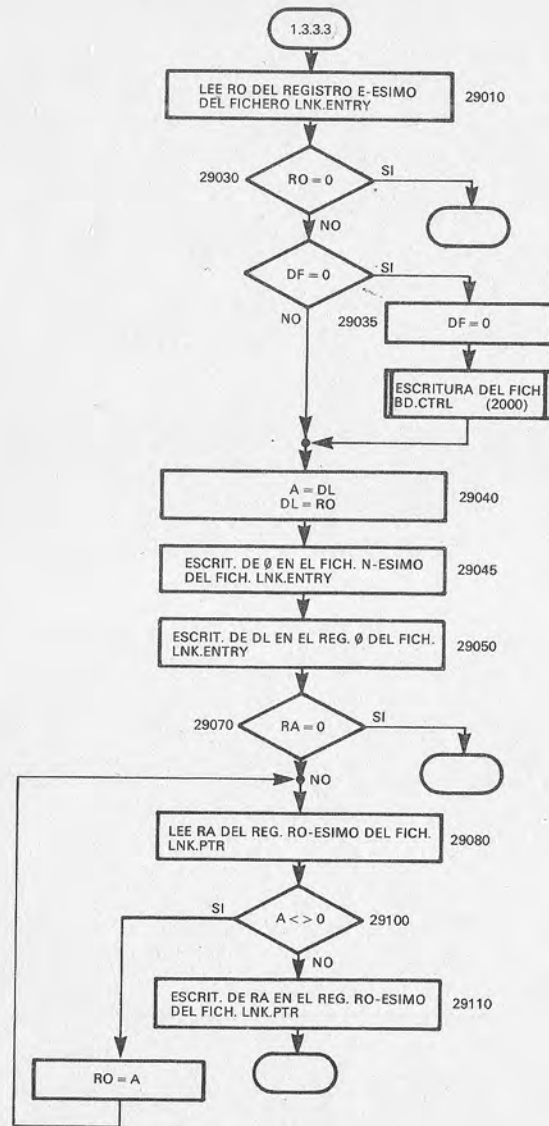 1.3.3.3
LEE RO DEL REGISTRO E-ESIMO
DEL FICHERO LNK.ENTRY
29010
29030
RO = 0
SI
NO
DF = 0
SI
NO
29035
DF = 0
ESCRITURA DEL FICH.
BD.CTRL (2000)
A = DL
DL = RO
29040
ESCRIT. DE Ø EN EL FICH. N-ESIMO
DEL FICH. LNK.ENTRY
29045
ESCRIT. DE DL EN EL REG. Ø DEL FICH.
LNK.ENTRY
29050
29070
RA = 0
SI
NO
LEE RA DEL REG. RO-ESIMO DEL FICH.
LNK.PTR
29080
SI
A < > 0
29100
NO
ESCRIT. DE RA EN EL REG. RO-ESIMO
DEL FICH. LNK.PTR
29110
RO = A